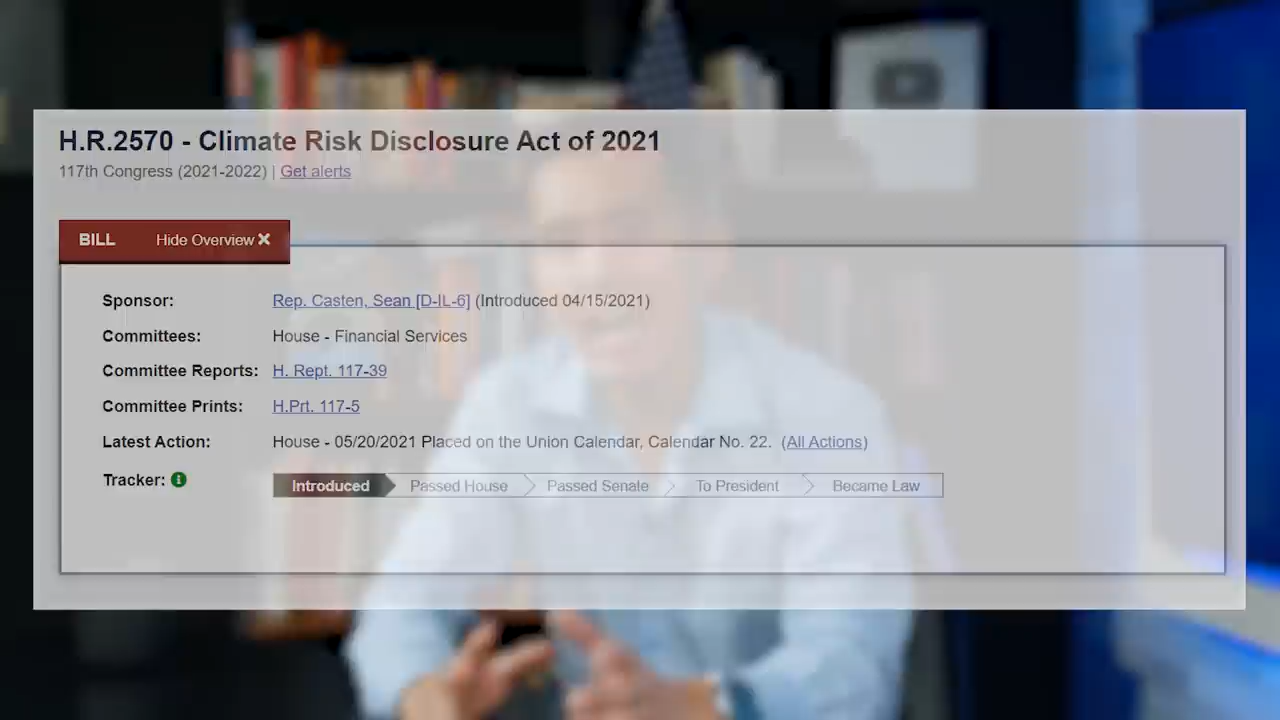 H.R.2570 - Climate Risk Disclosure Act of 2021
117th Congress (2021-2022) | Get alerts
BILL Hide Overview ✕
Sponsor: Rep. Casten, Sean [D-IL-6] (Introduced 04/15/2021)
Committees: House - Financial Services
Committee Reports: H. Rept. 117-39
Committee Prints: H.Prt. 117-5
Latest Action: House - 05/20/2021 Placed on the Union Calendar, Calendar No. 22. (All Actions)
Tracker: Introduced Passed House Passed Senate To President Became Law